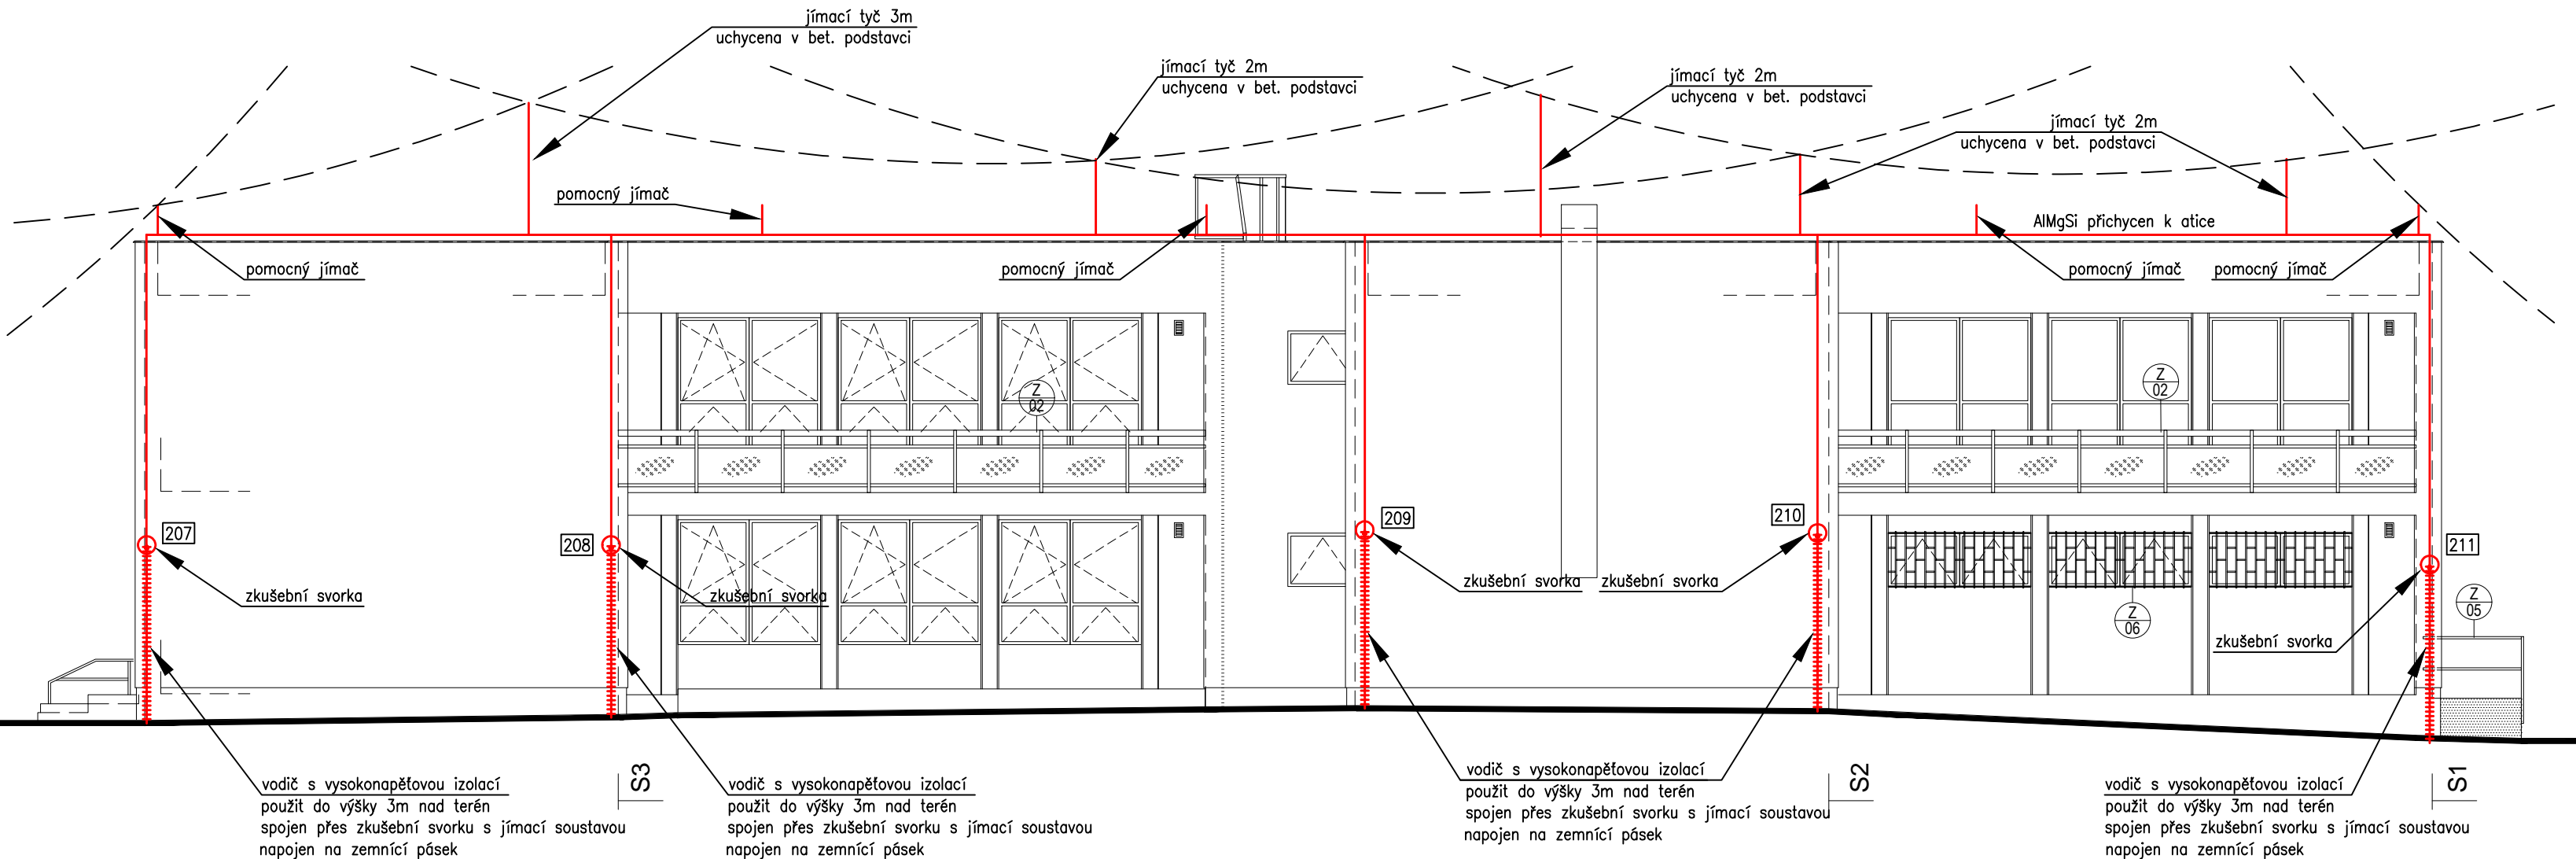 jímací tyč 3m
uchycena v bet. podstavci
jímací tyč 2m
uchycena v bet. podstavci
jímací tyč 2m
uchycena v bet. podstavci
jímací tyč 2m
uchycena v bet. podstavci
pomocný jímač
AlMgSi přichycen k atice
pomocný jímač
pomocný jímač
pomocný jímač
pomocný jímač
Z
02
Z
02
207
208
209
210
211
zkušební svorka
zkušební svorka
zkušební svorka
zkušební svorka
zkušební svorka
Z
06
Z
05
S3
S2
S1
vodič s vysokonapěťovou izolací
použit do výšky 3m nad terén
spojen přes zkušební svorku s jímací soustavou
napojen na zemnící pásek
vodič s vysokonapěťovou izolací
použit do výšky 3m nad terén
spojen přes zkušební svorku s jímací soustavou
napojen na zemnící pásek
vodič s vysokonapěťovou izolací
použit do výšky 3m nad terén
spojen přes zkušební svorku s jímací soustavou
napojen na zemnící pásek
vodič s vysokonapěťovou izolací
použit do výšky 3m nad terén
spojen přes zkušební svorku s jímací soustavou
napojen na zemnící pásek